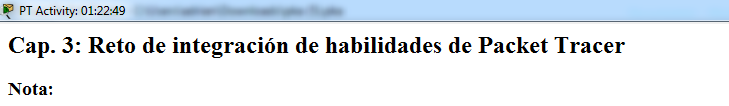 PT Activity: 01:22:49
Cap. 3: Reto de integración de habilidades de Packet Tracer
Nota: